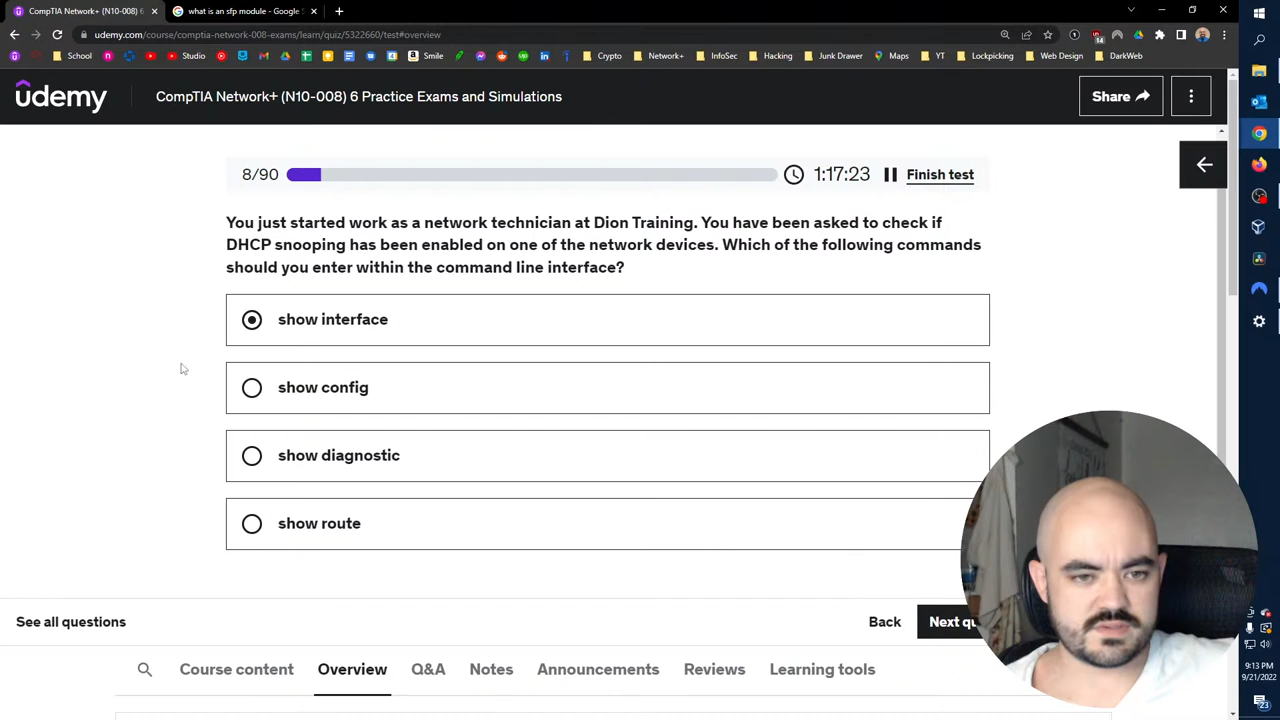 CompTIA Network+ (N10-008) 6
what is an sfp module - Google S
udemy.com/course/comptia-network-008-exams/learn/quiz/5322660/test#overview
School
Studio
Smile
Crypto
Network+
InfoSec
Hacking
Junk Drawer
Maps
YT
Lockpicking
Web Design
DarkWeb
ûdemy
CompTIA Network+ (N10-008) 6 Practice Exams and Simulations
Share
8/90
1:17:23
Finish test
You just started work as a network technician at Dion Training. You have been asked to check if
DHCP snooping has been enabled on one of the network devices. Which of the following commands
should you enter within the command line interface?
show interface
show config
show diagnostic
show route
See all questions
Back
Next qu
Course content
Overview
Q&A
Notes
Announcements
Reviews
Learning tools
9:13 PM
9/21/2022
23